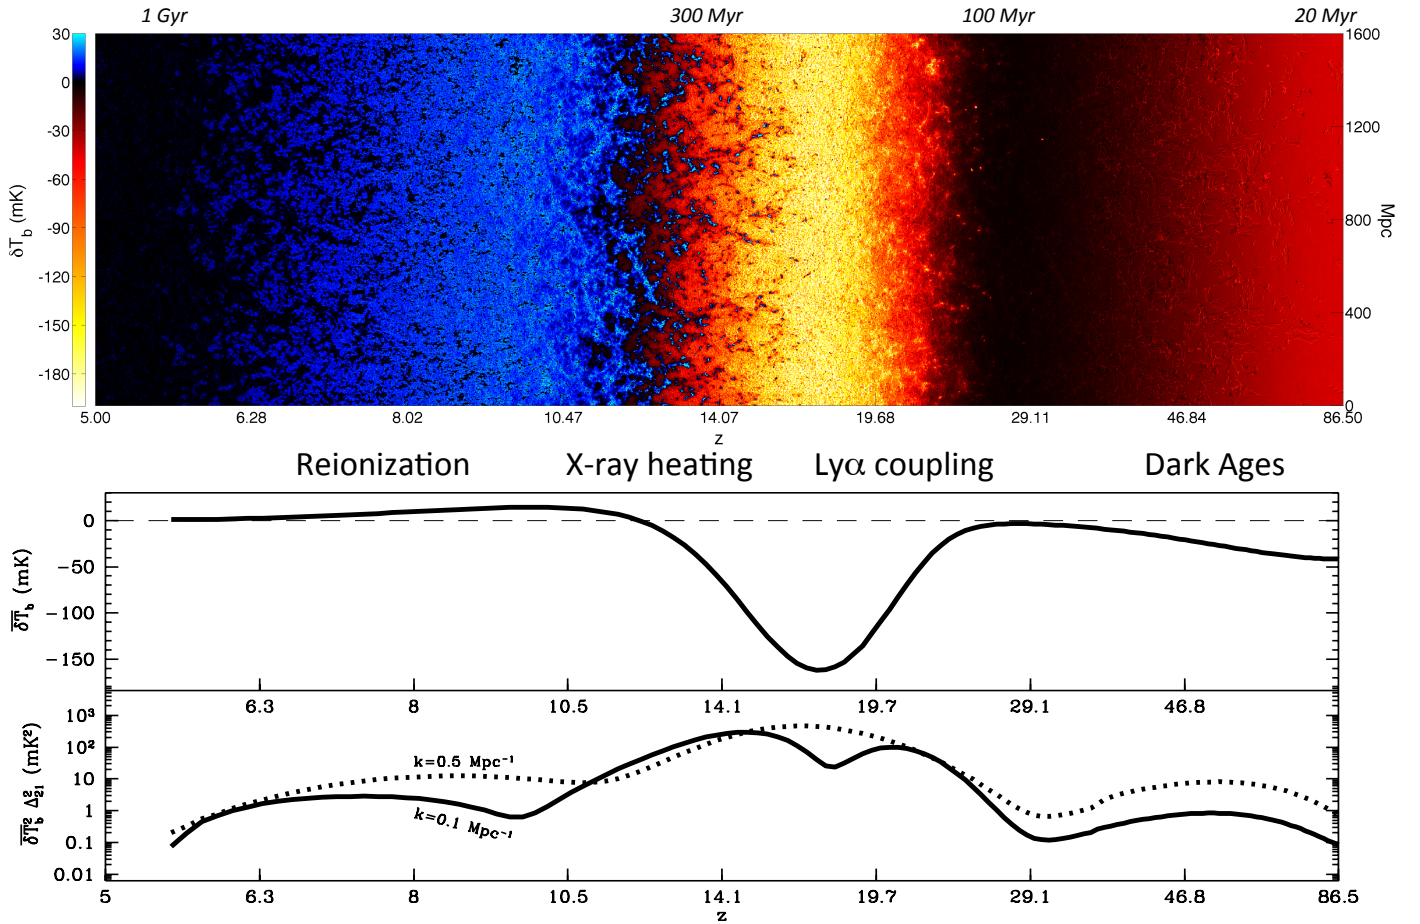 1 Gyr 300 Myr 100 Myr 20 Myr
30
0
-30
-60
-90
-120
-150
-180
δT_b (mK)
1600
1200
800
400
0
Mpc
5.00 6.28 8.02 10.47 14.07 19.68 29.11 46.84 86.50
z
Reionization X-ray heating Lyα coupling Dark Ages
0
−50
−100
−150
δT_b (mK)
6.3 8 10.5 14.1 19.7 29.1 46.8
10³
10²
10
1
0.1
0.01
δT_b² Δ²₂₁ (mK²)
k=0.5 Mpc⁻¹
k=0.1 Mpc⁻¹
5 6.3 8 10.5 14.1 19.7 29.1 46.8 86.5
z